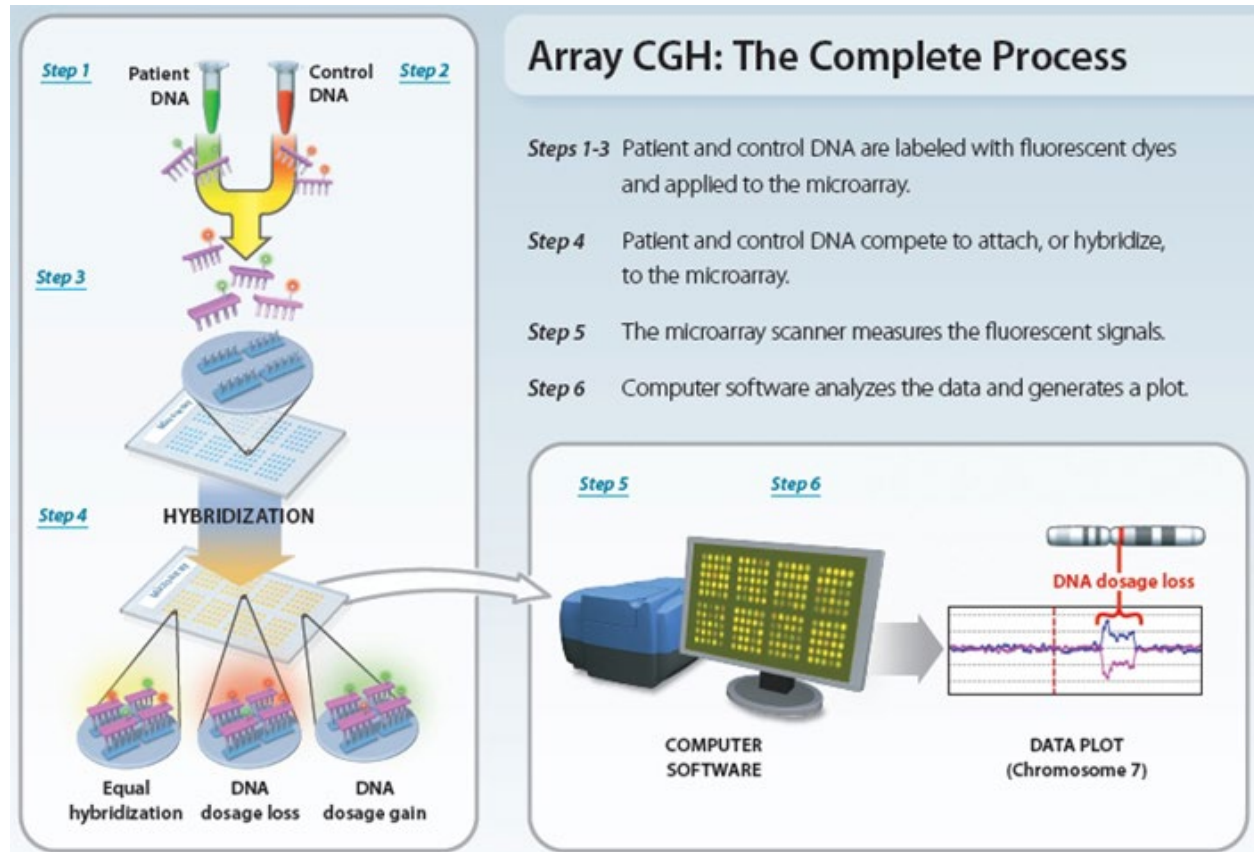 Array CGH: The Complete Process
Step 1
Patient
DNA
Control
DNA
Step 2
Step 3
Step 4
HYBRIDIZATION
Equal
hybridization
DNA
dosage loss
DNA
dosage gain
Steps 1-3 Patient and control DNA are labeled with fluorescent dyes
and applied to the microarray.
Step 4 Patient and control DNA compete to attach, or hybridize,
to the microarray.
Step 5 The microarray scanner measures the fluorescent signals.
Step 6 Computer software analyzes the data and generates a plot.
Step 5
Step 6
DNA dosage loss
COMPUTER
SOFTWARE
DATA PLOT
(Chromosome 7)